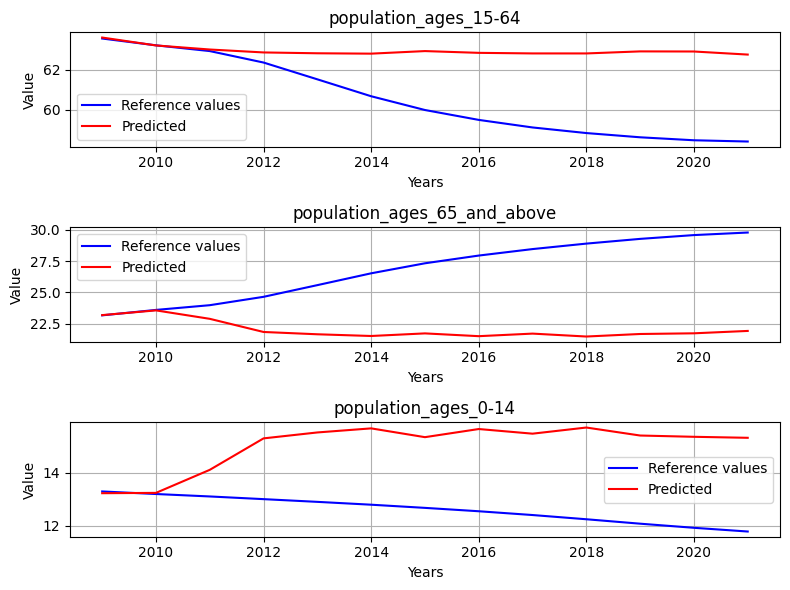 population_ages_15-64
Value
62
60
Reference values
Predicted
2010 2012 2014 2016 2018 2020
Years
population_ages_65_and_above
Value
30.0
27.5
25.0
22.5
Reference values
Predicted
2010 2012 2014 2016 2018 2020
Years
population_ages_0-14
Value
14
12
Reference values
Predicted
2010 2012 2014 2016 2018 2020
Years